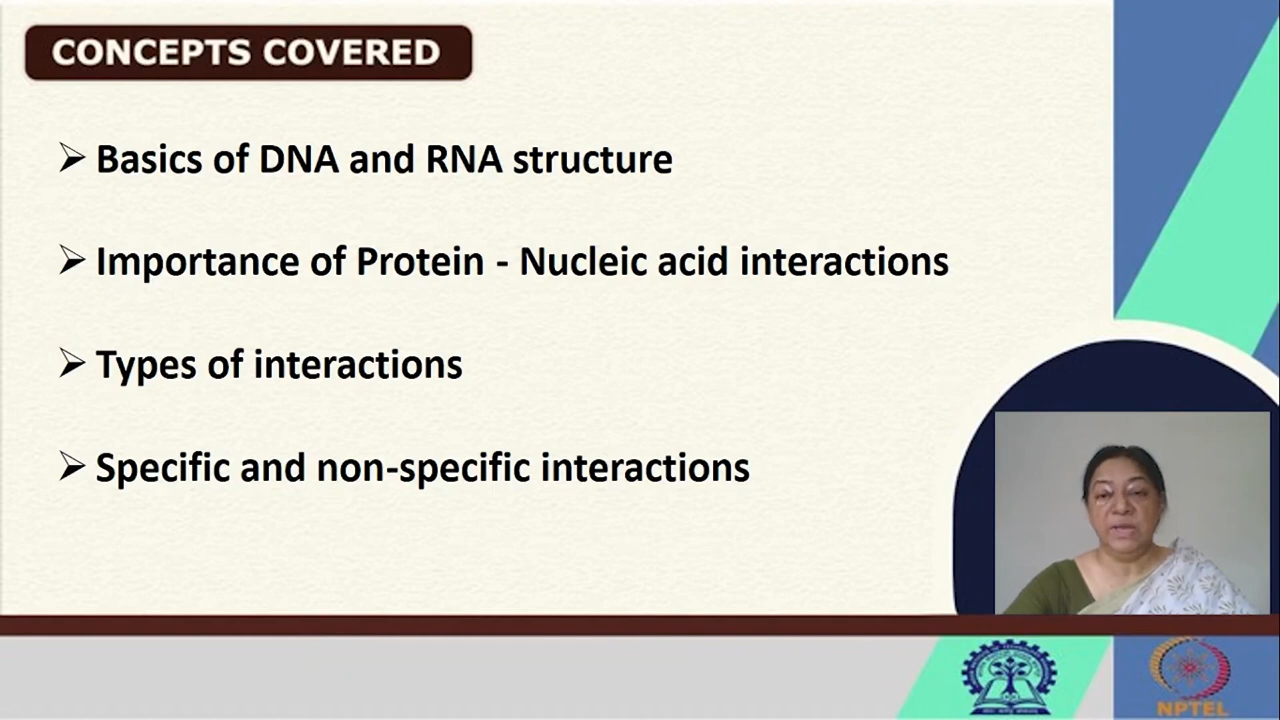 CONCEPTS COVERED
➢ Basics of DNA and RNA structure
➢ Importance of Protein - Nucleic acid interactions
➢ Types of interactions
➢ Specific and non-specific interactions
NPTEL